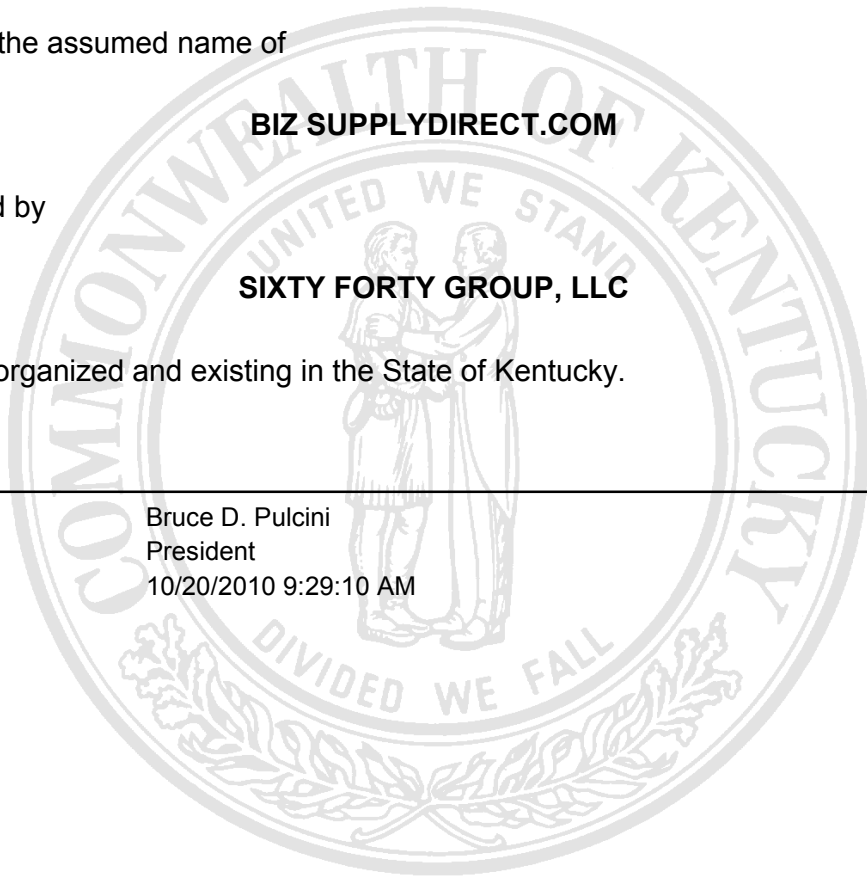 the assumed name of
BIZ SUPPLYDIRECT.COM
d by
SIXTY FORTY GROUP, LLC
organized and existing in the State of Kentucky.
Bruce D. Pulcini
President
10/20/2010 9:29:10 AM
COMMONWEALTH OF KENTUCKY
UNITED WE STAND
DIVIDED WE FALL